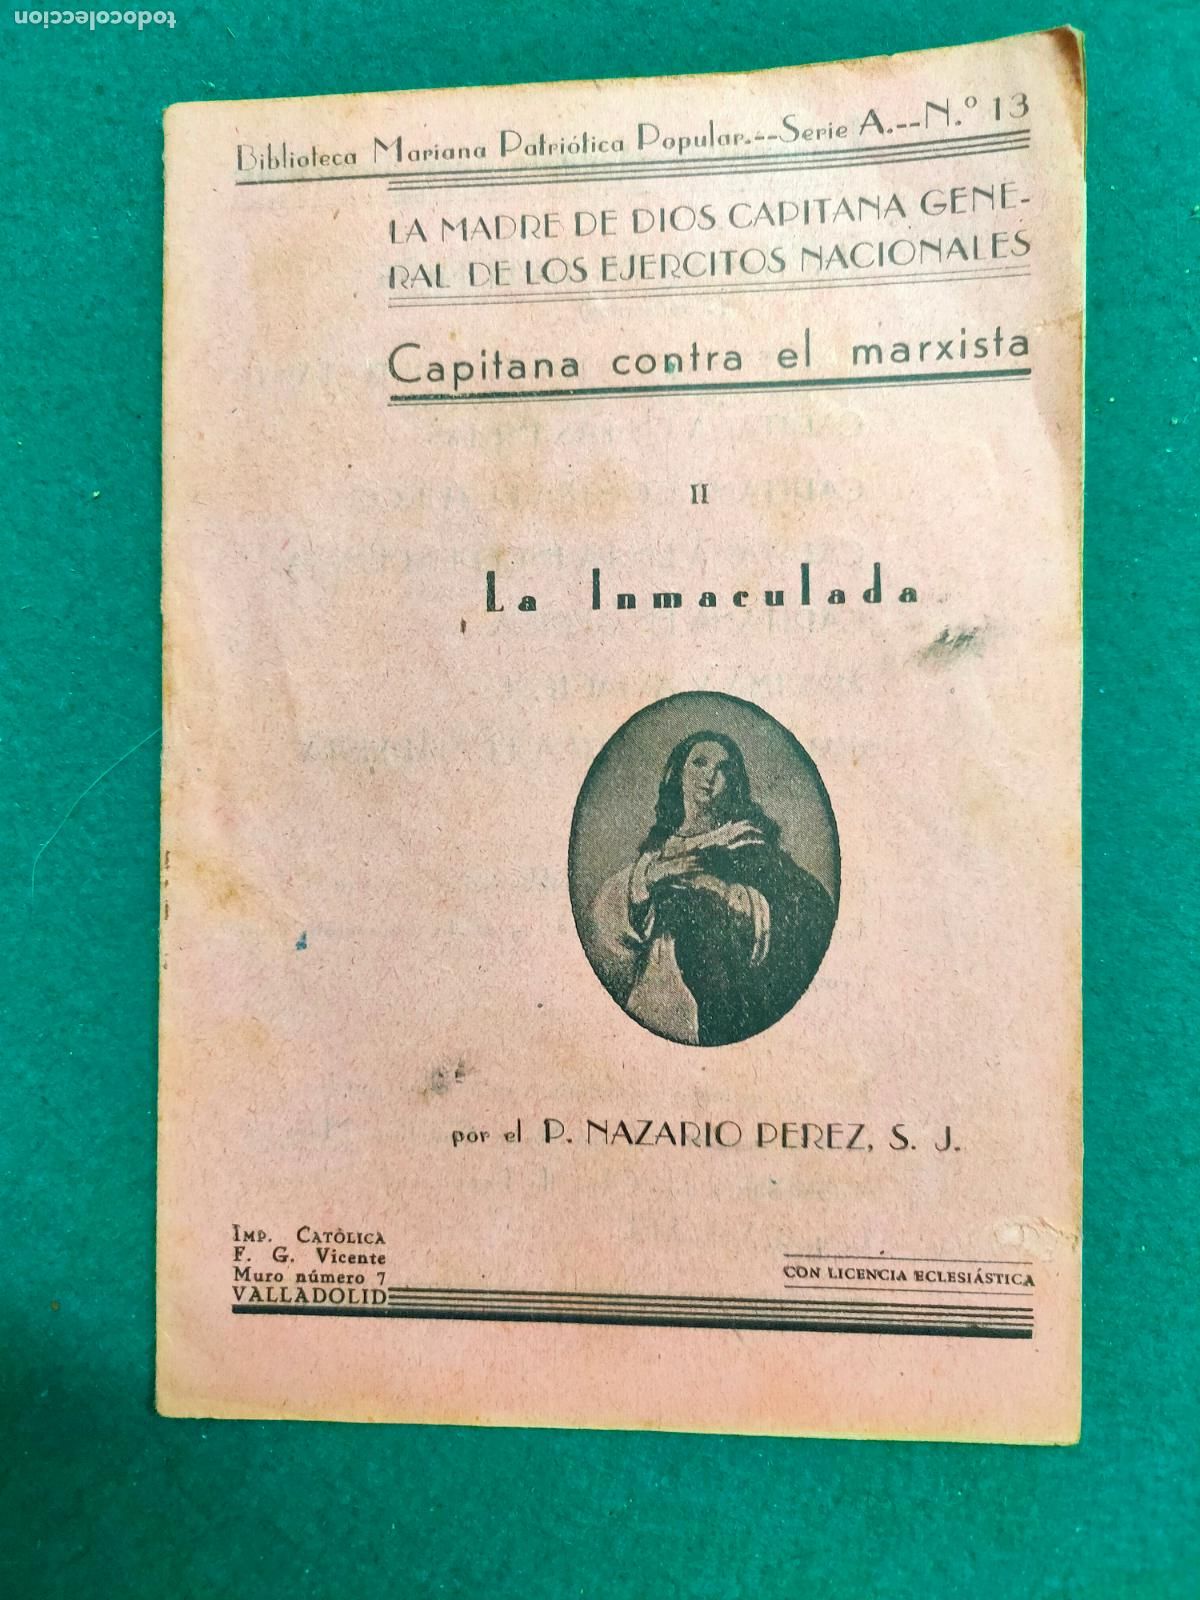 todocoleccion
Biblioteca Mariana Patriótica Popular.--Serie A.--N.º 13
LA MADRE DE DIOS CAPITANA GENE-
RAL DE LOS EJERCITOS NACIONALES
Capitana contra el marxista
II
La Inmaculada
por el P. NAZARIO PEREZ, S. J.
IMP. CATÒLICA
F. G. Vicente
Muro número 7
VALLADOLID
CON LICENCIA ECLESIÁSTICA